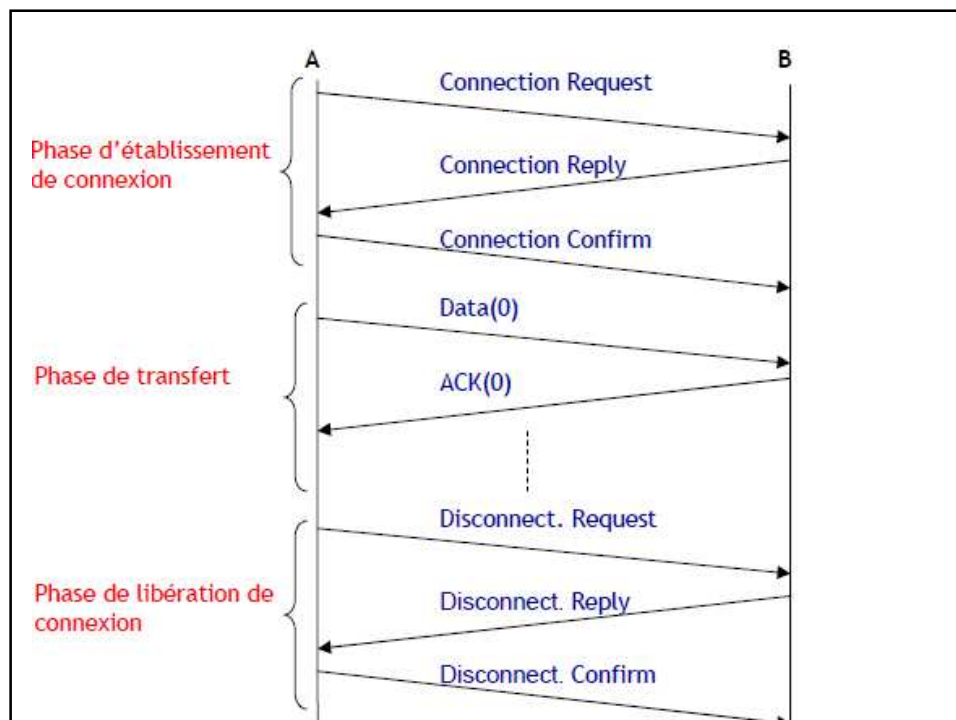 A
B
Connection Request
Phase d'établissement
de connexion
Connection Reply
Connection Confirm
Data(0)
Phase de transfert
ACK(0)
Disconnect. Request
Phase de libération de
connexion
Disconnect. Reply
Disconnect. Confirm